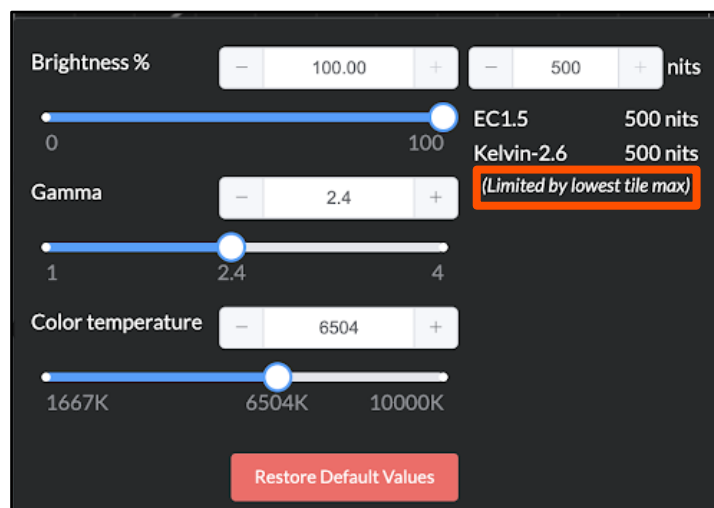 Brightness % − 100.00 + − 500 + nits
0 100
EC1.5 500 nits
Kelvin-2.6 500 nits
(Limited by lowest tile max)
Gamma − 2.4 +
1 2.4 4
Color temperature − 6504 +
1667K 6504K 10000K
Restore Default Values